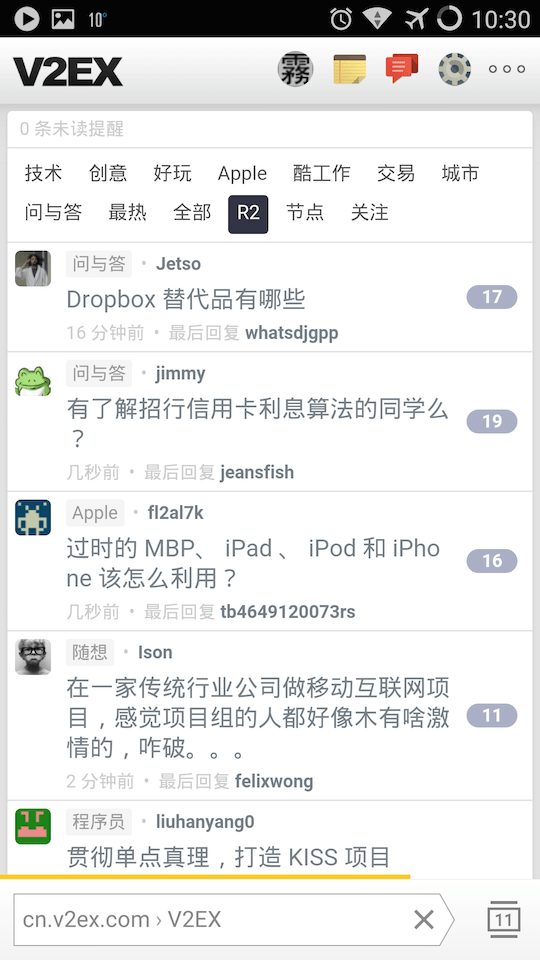 10° 10:30
V2EX 霧
0 条未读提醒
技术 创意 好玩 Apple 酷工作 交易 城市
问与答 最热 全部 R2 节点 关注
问与答 • Jetso
Dropbox 替代品有哪些
17
16 分钟前 • 最后回复 whatsdjgpp
问与答 • jimmy
有了解招行信用卡利息算法的同学么
？
19
几秒前 • 最后回复 jeansfish
Apple • fl2al7k
过时的 MBP、 iPad 、 iPod 和 iPho
ne 该怎么利用？
16
几秒前 • 最后回复 tb4649120073rs
随想 • Ison
在一家传统行业公司做移动互联网项
目，感觉项目组的人都好像木有啥激
情的，咋破。。。
11
2 分钟前 • 最后回复 felixwong
程序员 • liuhanyang0
贯彻单点真理，打造 KISS 项目
cn.v2ex.com › V2EX
11